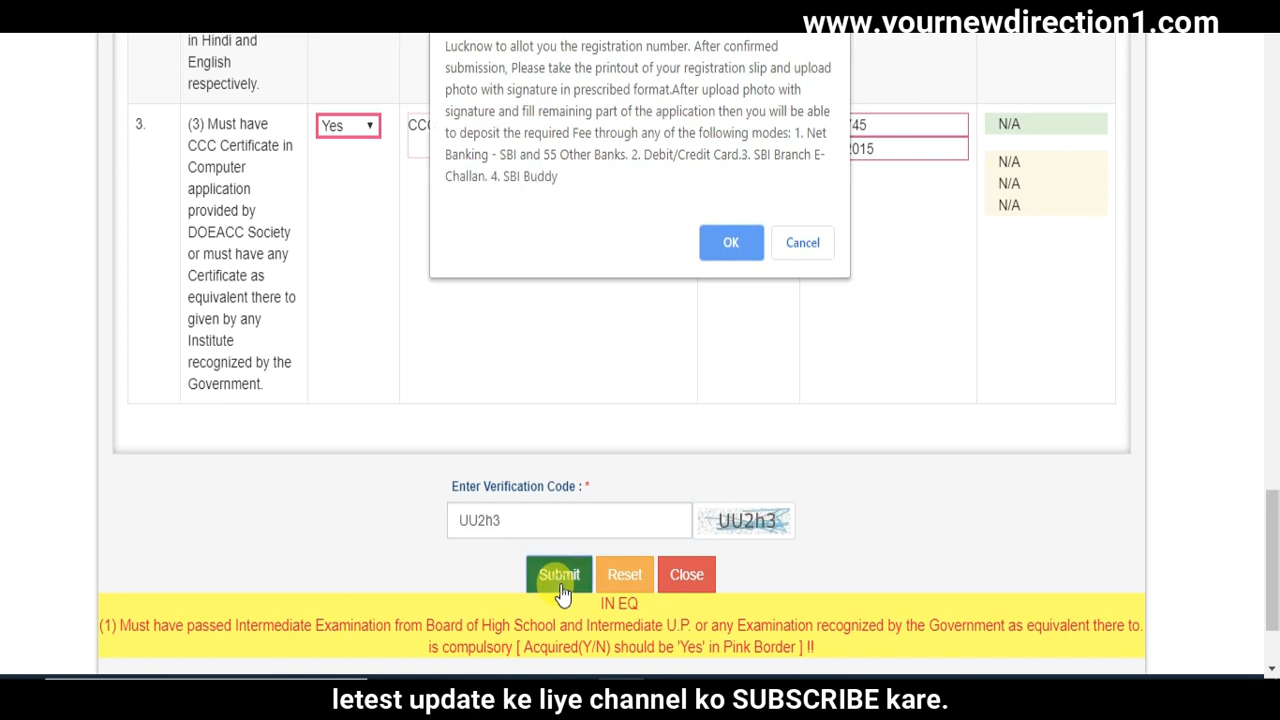 www.yournewdirection1.com
in Hindi and
English
respectively.
Lucknow to allot you the registration number. After confirmed
submission, Please take the printout of your registration slip and upload
photo with signature in prescribed format.After upload photo with
signature and fill remaining part of the application then you will be able
to deposit the required Fee through any of the following modes: 1. Net
Banking - SBI and 55 Other Banks. 2. Debit/Credit Card.3. SBI Branch E-
Challan. 4. SBI Buddy
OK
Cancel
3.
(3) Must have
CCC Certificate in
Computer
application
provided by
DOEACC Society
or must have any
Certificate as
equivalent there to
given by any
Institute
recognized by the
Government.
Yes
CCC
45
2015
N/A
N/A
N/A
N/A
Enter Verification Code : *
UU2h3
UU2h3
Submit
Reset
Close
IN EQ
(1) Must have passed Intermediate Examination from Board of High School and Intermediate U.P. or any Examination recognized by the Government as equivalent there to.
is compulsory [ Acquired(Y/N) should be 'Yes' in Pink Border ] !!
letest update ke liye channel ko SUBSCRIBE kare.